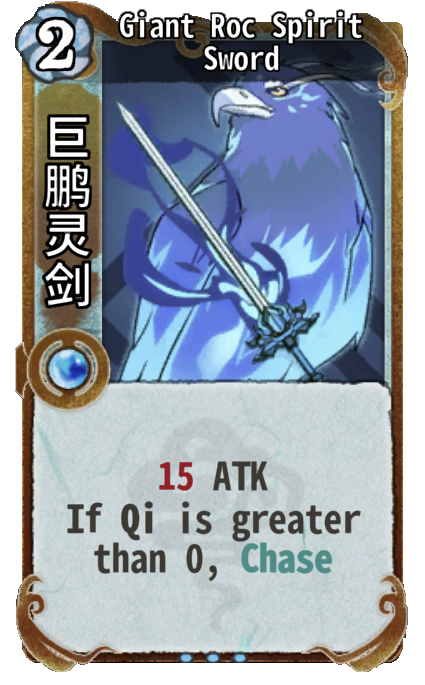 2
Giant Roc Spirit
Sword
巨鹏灵剑
15 ATK
If Qi is greater
than 0, Chase